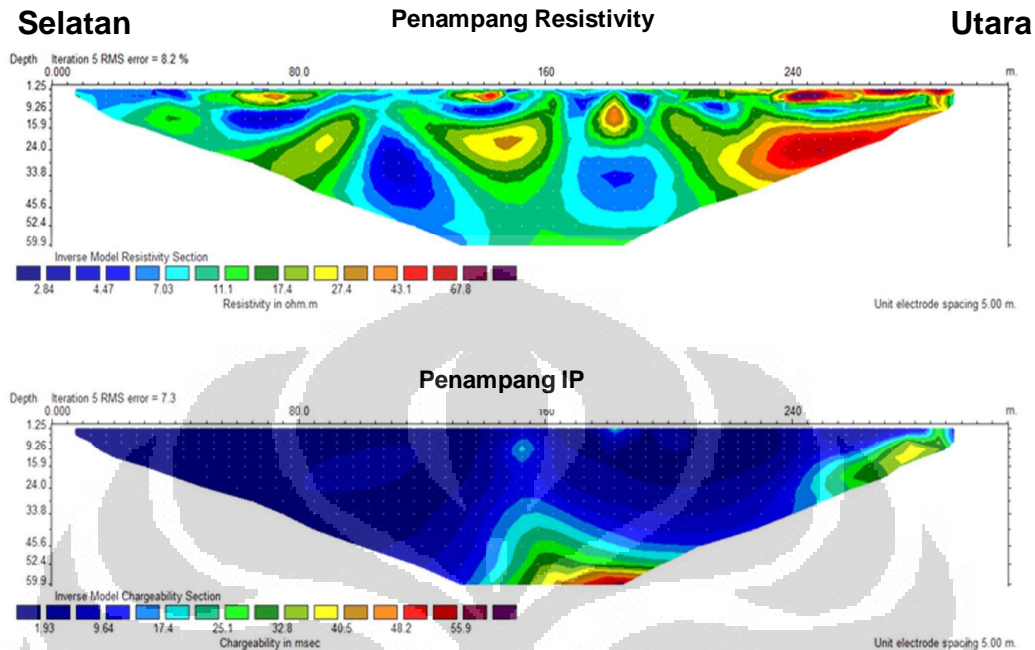 Selatan Penampang Resistivity Utara
Depth Iteration 5 RMS error = 8.2 %
0.000 80.0 160 240 m.
1.25
9.26
15.9
24.0
33.8
45.6
52.4
59.9
Inverse Model Resistivity Section
2.84 4.47 7.03 11.1 17.4 27.4 43.1 67.8
Resistivity in ohm.m Unit electrode spacing 5.00 m.
Penampang IP
Depth Iteration 5 RMS error = 7.3
0.000 80.0 160 240 m.
1.25
9.26
15.9
24.0
33.8
45.6
52.4
59.9
Inverse Model Chargeability Section
1.93 9.64 17.4 25.1 32.8 40.5 48.2 55.9
Chargeability in msec Unit electrode spacing 5.00 m.